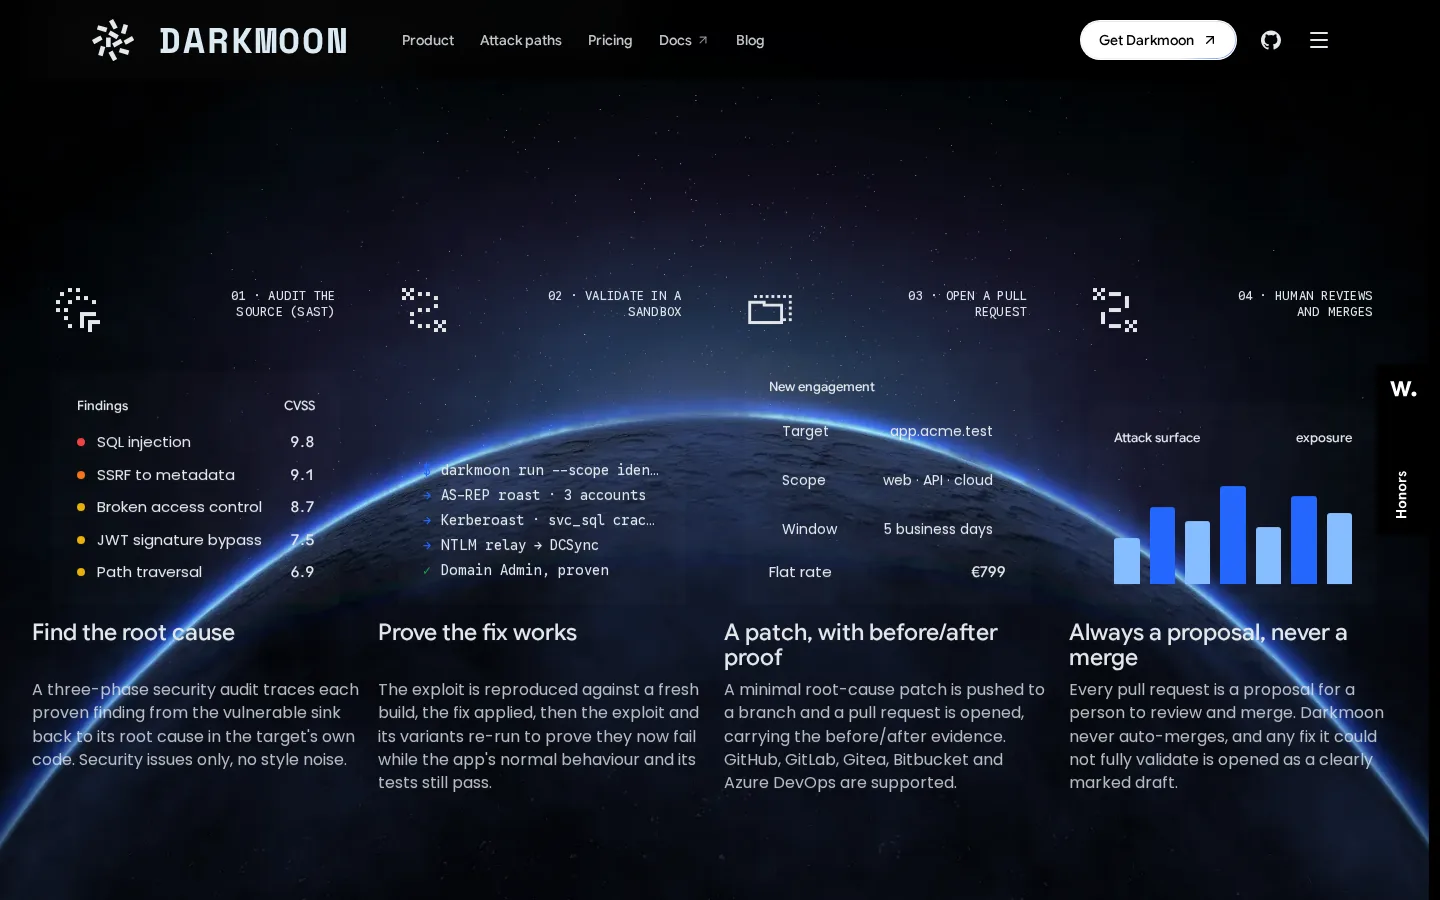 DARKMOON
Product
Attack paths
Pricing
Docs
Blog
Get Darkmoon
01 · AUDIT THE
SOURCE (SAST)
Findings CVSS
SQL injection 9.8
SSRF to metadata 9.1
Broken access control 8.7
JWT signature bypass 7.5
Path traversal 6.9
Find the root cause
A three-phase security audit traces each
proven finding from the vulnerable sink
back to its root cause in the target's own
code. Security issues only, no style noise.
02 · VALIDATE IN A
SANDBOX
darkmoon run --scope iden…
→ AS-REP roast · 3 accounts
→ Kerberoast · svc_sql crac…
→ NTLM relay → DCSync
✓ Domain Admin, proven
Prove the fix works
The exploit is reproduced against a fresh
build, the fix applied, then the exploit and
its variants re-run to prove they now fail
while the app's normal behaviour and its
tests still pass.
03 · OPEN A PULL
REQUEST
New engagement
Target app.acme.test
Scope web · API · cloud
Window 5 business days
Flat rate €799
A patch, with before/after
proof
A minimal root-cause patch is pushed to
a branch and a pull request is opened,
carrying the before/after evidence.
GitHub, GitLab, Gitea, Bitbucket and
Azure DevOps are supported.
04 · HUMAN REVIEWS
AND MERGES
Attack surface exposure
Always a proposal, never a
merge
Every pull request is a proposal for a
person to review and merge. Darkmoon
never auto-merges, and any fix it could
not fully validate is opened as a clearly
marked draft.
W.
Honors